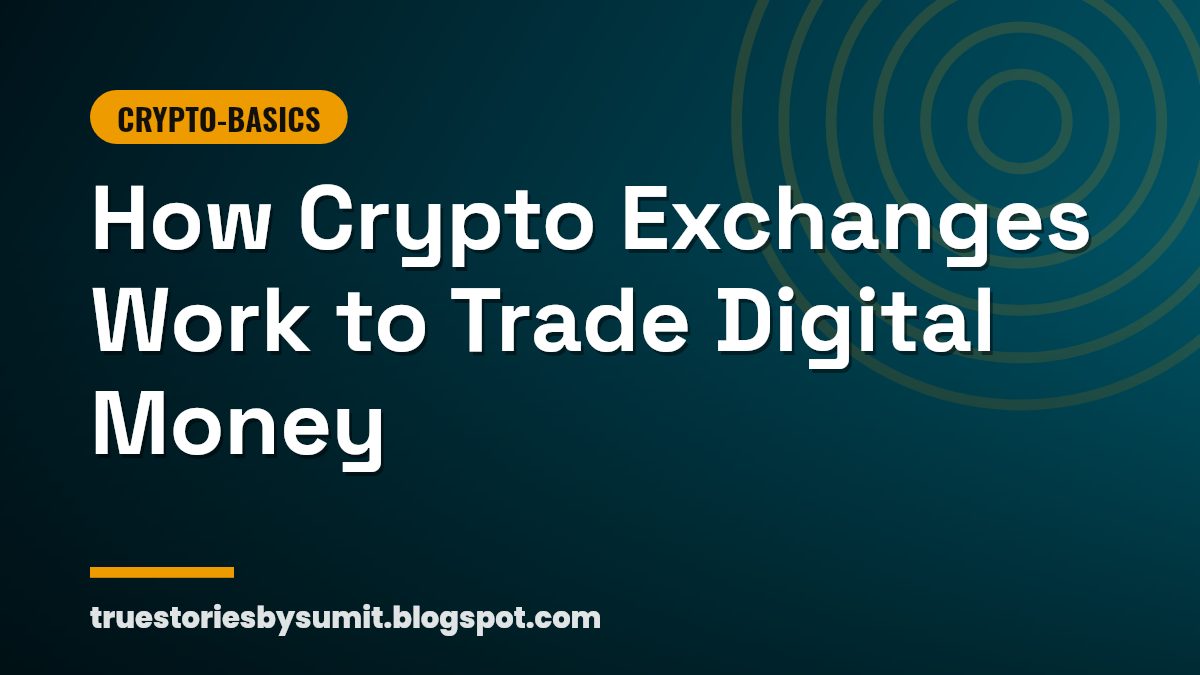 CRYPTO-BASICS
How Crypto Exchanges
Work to Trade Digital
Money
truestoriesbysumit.blogspot.com